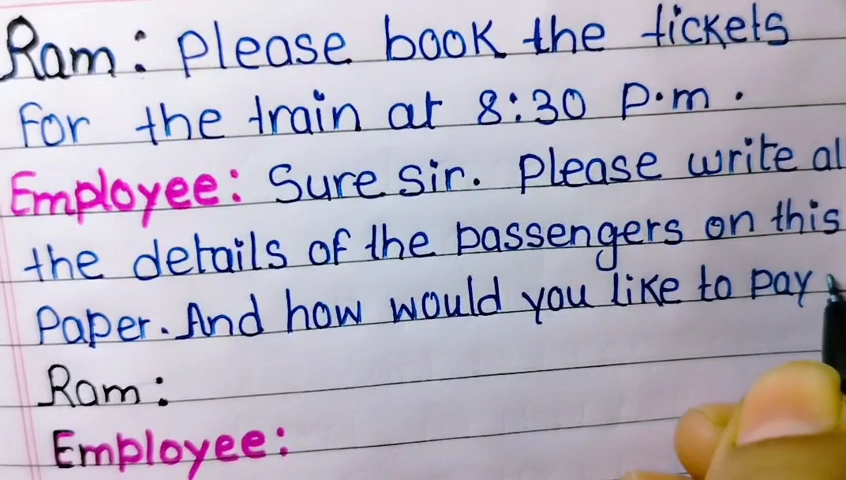 Ram: Please book the tickets
For the train at 8:30 P.m.
Employee: Sure sir. Please write al
the details of the passengers on this
Paper. And how would you like to pay
Ram:
Employee: